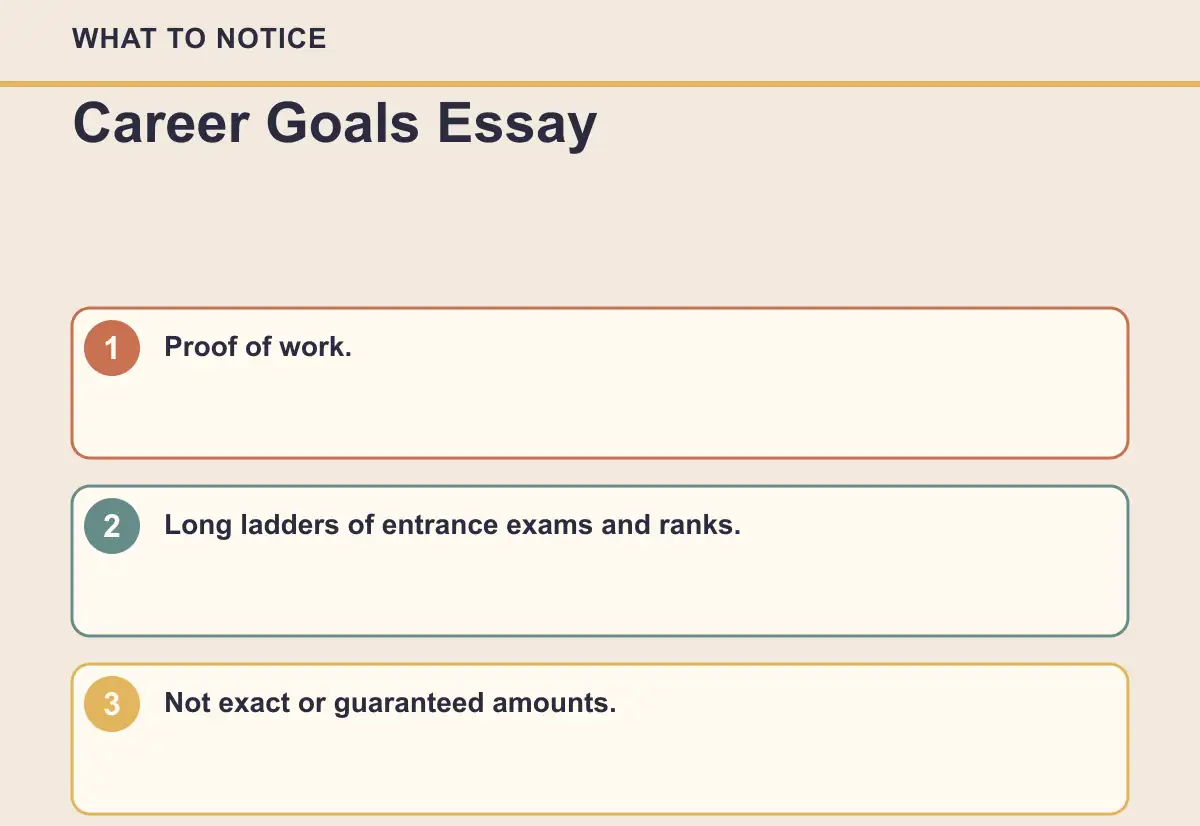 WHAT TO NOTICE
Career Goals Essay
1 Proof of work.
2 Long ladders of entrance exams and ranks.
3 Not exact or guaranteed amounts.